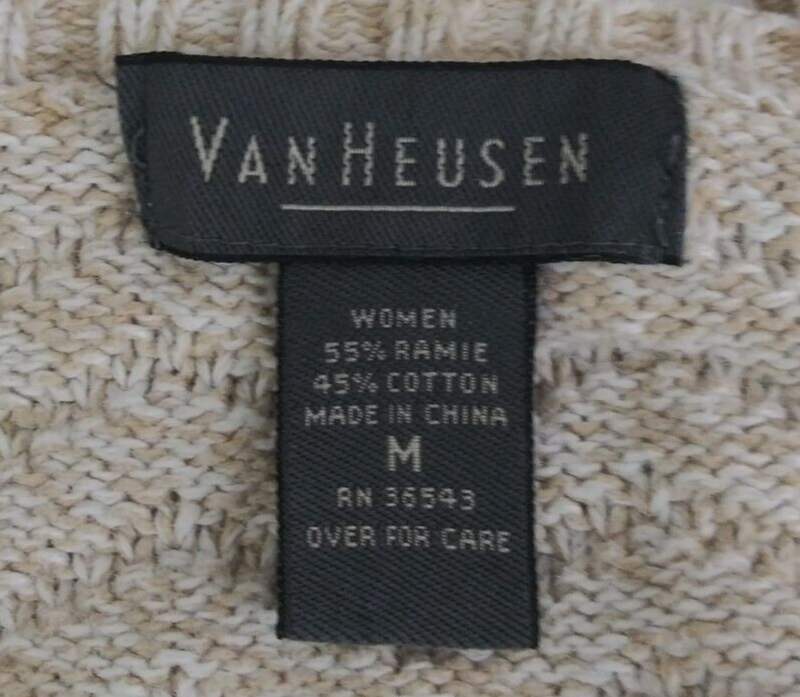 VAN HEUSEN
WOMEN
55% RAMIE
45% COTTON
MADE IN CHINA
M
RN 36543
OVER FOR CARE